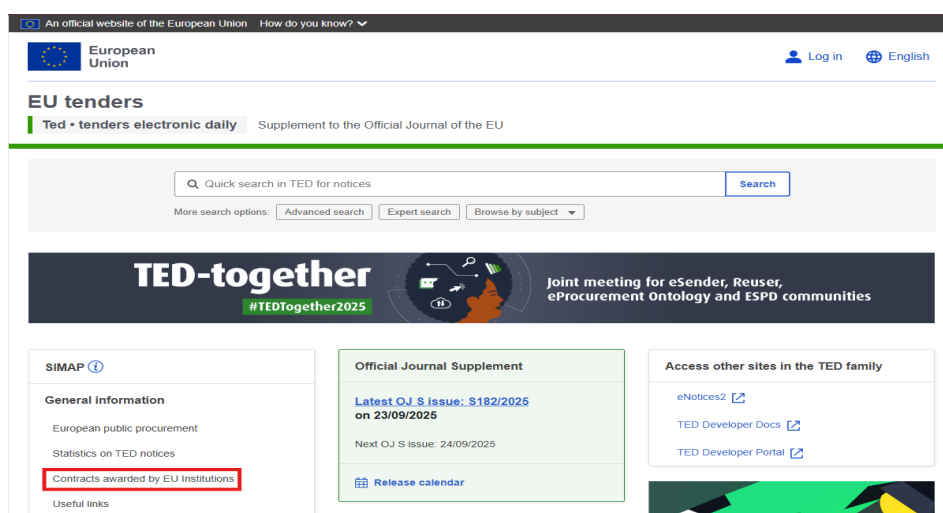 An official website of the European Union How do you know?
European
Union
Log in English
EU tenders
Ted • tenders electronic daily Supplement to the Official Journal of the EU
Quick search in TED for notices Search
More search options: Advanced search Expert search Browse by subject
TED-together
#TEDTogether2025
Joint meeting for eSender, Reuser,
eProcurement Ontology and ESPD communities
SIMAP
General information
European public procurement
Statistics on TED notices
Contracts awarded by EU Institutions
Useful links
Official Journal Supplement
Latest OJ S issue: S182/2025
on 23/09/2025
Next OJ S issue: 24/09/2025
Release calendar
Access other sites in the TED family
eNotices2
TED Developer Docs
TED Developer Portal